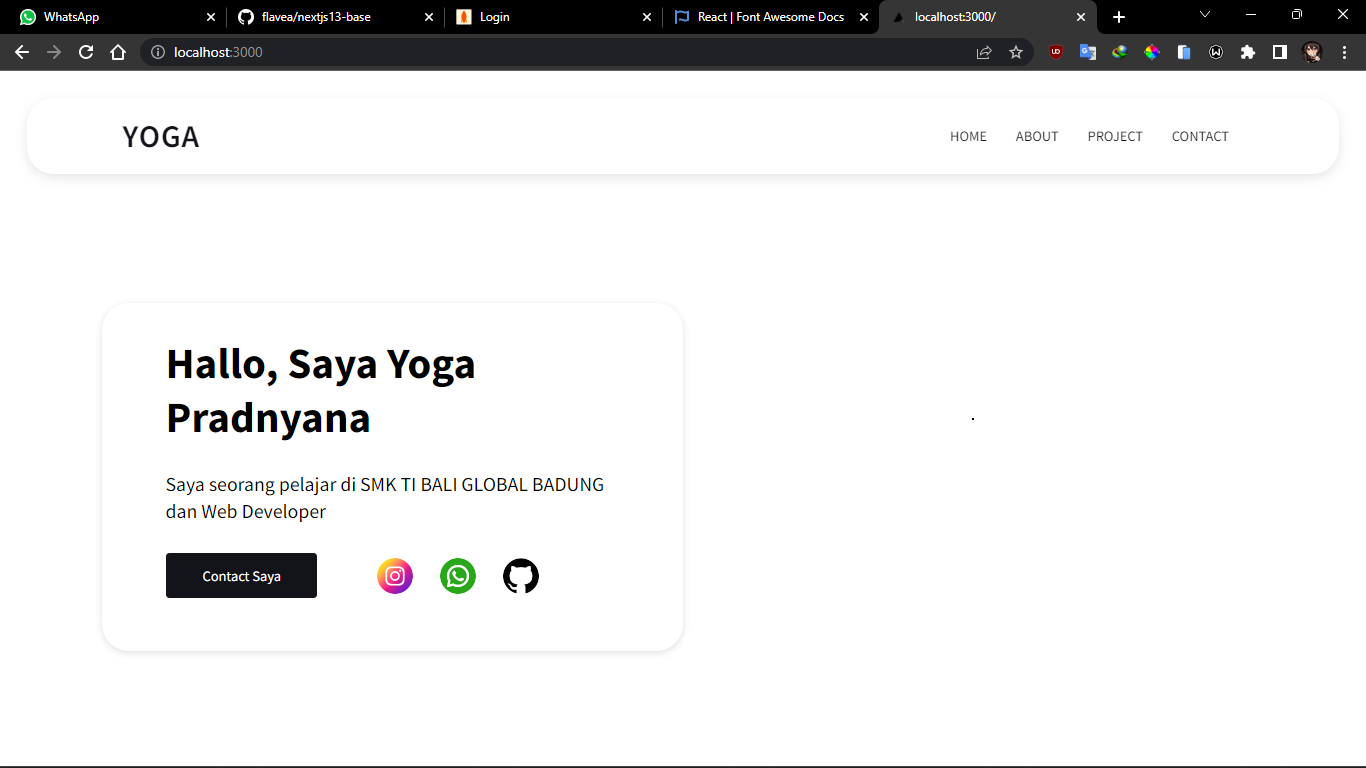 WhatsApp
flavea/nextjs13-base
Login
React | Font Awesome Docs
localhost:3000/
localhost:3000
YOGA
HOME ABOUT PROJECT CONTACT
Hallo, Saya Yoga
Pradnyana
Saya seorang pelajar di SMK TI BALI GLOBAL BADUNG
dan Web Developer
Contact Saya